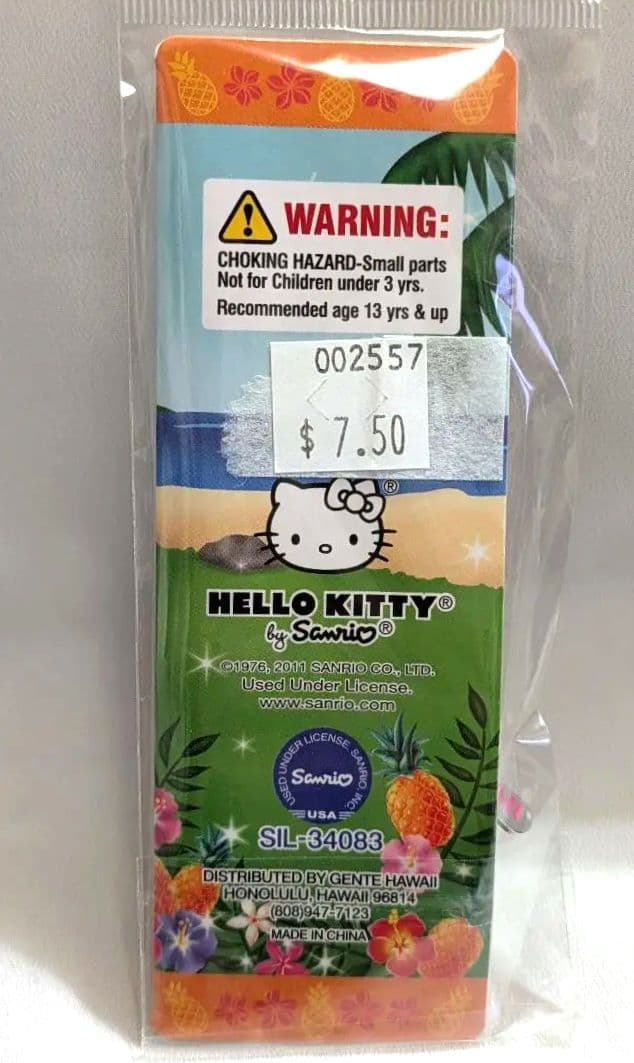 WARNING:
CHOKING HAZARD-Small parts
Not for Children under 3 yrs.
Recommended age 13 yrs & up
002557
$ 7.50
®
HELLO KITTY®
by Sanrio®
©1976, 2011 SANRIO CO., LTD.
Used Under License.
www.sanrio.com
USED UNDER LICENSE SANRIO, INC.
Sanrio
USA
SIL-34083
DISTRIBUTED BY GENTE HAWAII
HONOLULU, HAWAII 96814
(808)947-7123
MADE IN CHINA